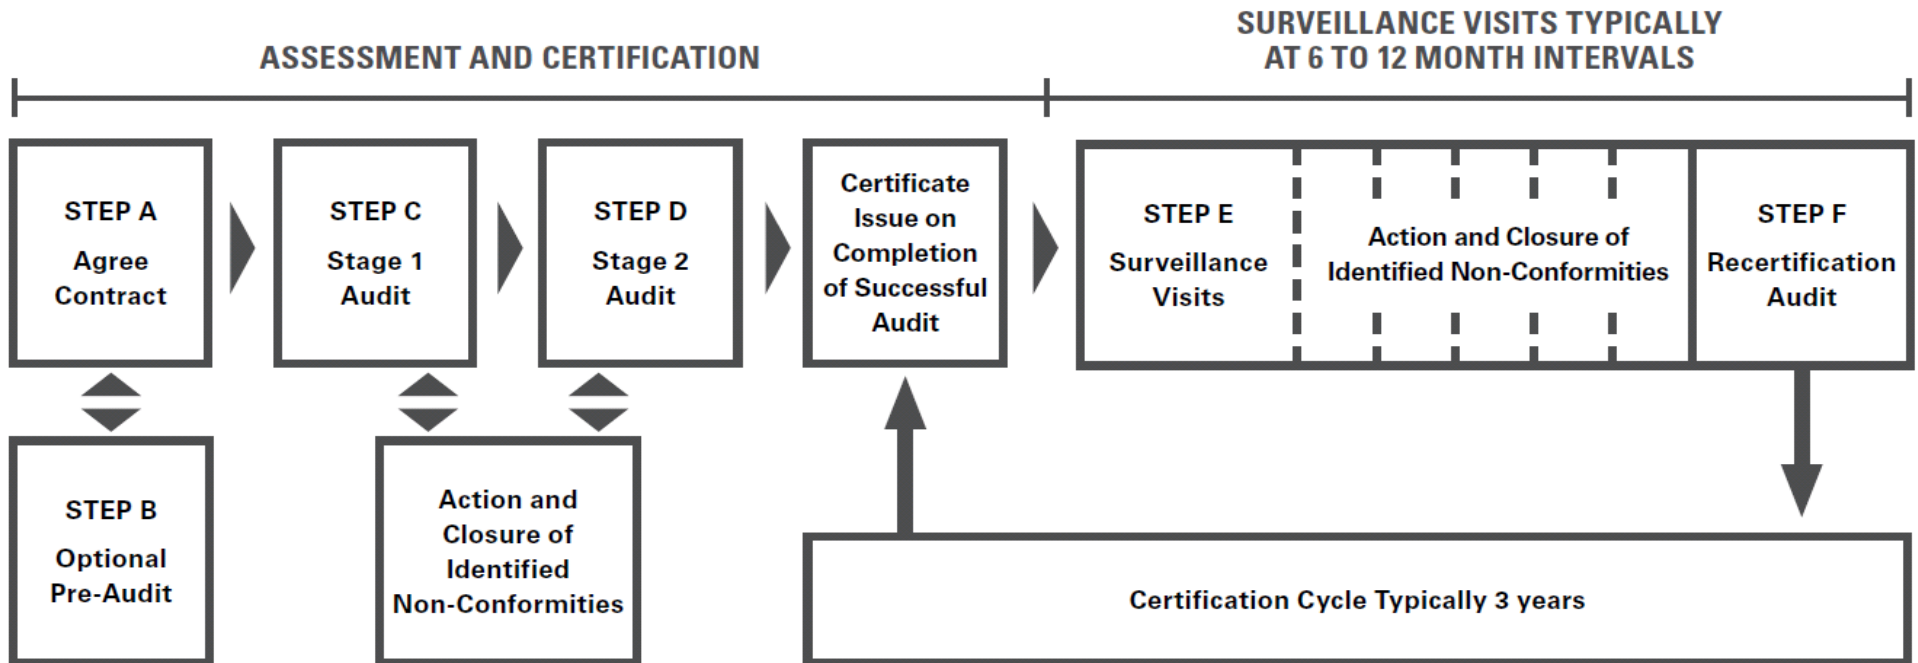 ASSESSMENT AND CERTIFICATION
SURVEILLANCE VISITS TYPICALLY
AT 6 TO 12 MONTH INTERVALS
STEP A
Agree
Contract
STEP C
Stage 1
Audit
STEP D
Stage 2
Audit
Certificate
Issue on
Completion
of Successful
Audit
STEP E
Surveillance
Visits
Action and Closure of
Identified Non-Conformities
STEP F
Recertification
Audit
STEP B
Optional
Pre-Audit
Action and
Closure of
Identified
Non-Conformities
Certification Cycle Typically 3 years